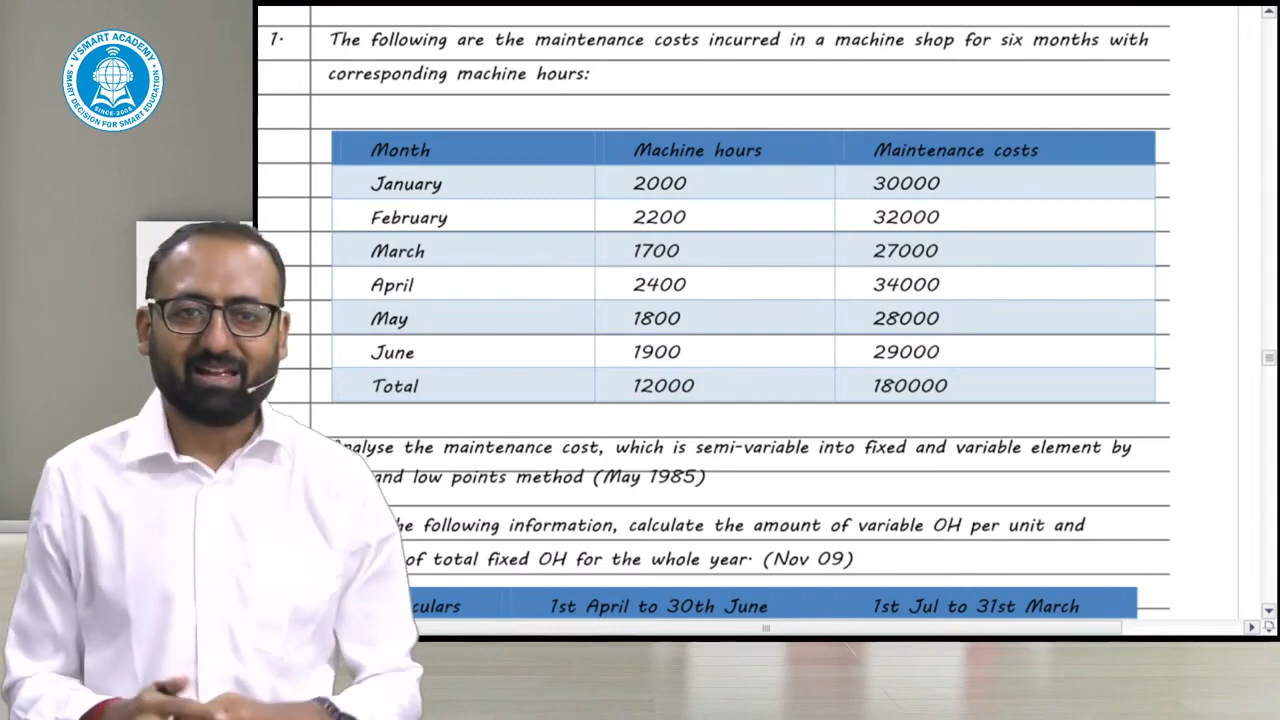 V'SMART ACADEMY
SMART DECISION FOR SMART EDUCATION
SINCE-2005
1. The following are the maintenance costs incurred in a machine shop for six months with
corresponding machine hours:
Month Machine hours Maintenance costs
January 2000 30000
February 2200 32000
March 1700 27000
April 2400 34000
May 1800 28000
June 1900 29000
Total 12000 180000
Analyse the maintenance cost, which is semi-variable into fixed and variable element by
and low points method (May 1985)
he following information, calculate the amount of variable OH per unit and
of total fixed OH for the whole year. (Nov 09)
culars 1st April to 30th June 1st Jul to 31st March